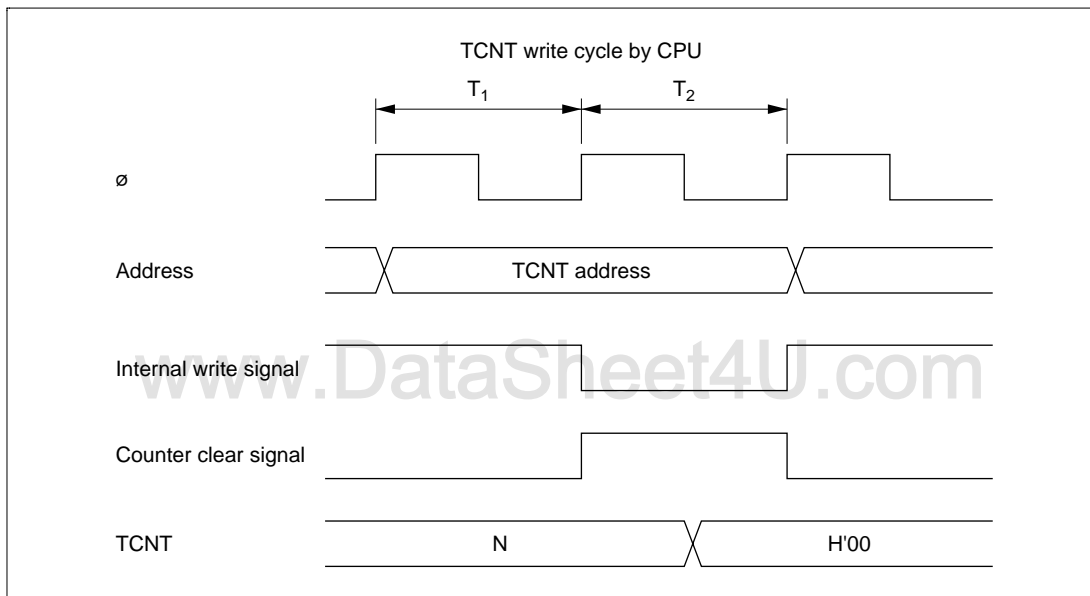 TCNT write cycle by CPU
T1 T2
ø
Address TCNT address
Internal write signal
www.DataSheet4U.com
Counter clear signal
TCNT N H'00